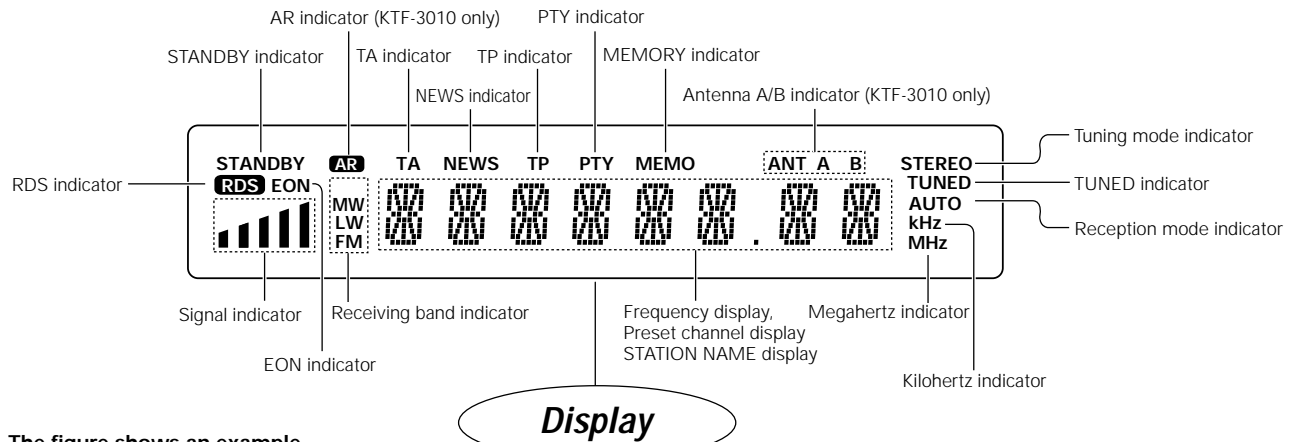 AR indicator (KTF-3010 only)
PTY indicator
STANDBY indicator
TA indicator
TP indicator
MEMORY indicator
NEWS indicator
Antenna A/B indicator (KTF-3010 only)
Tuning mode indicator
STANDBY AR TA NEWS TP PTY MEMO ANT A B STEREO
RDS indicator
RDS EON
TUNED
TUNED indicator
MW
AUTO
LW
kHz
Reception mode indicator
FM
MHz
Signal indicator
Receiving band indicator
Frequency display,
Preset channel display
STATION NAME display
Megahertz indicator
EON indicator
Kilohertz indicator
Display
The figure shows an example